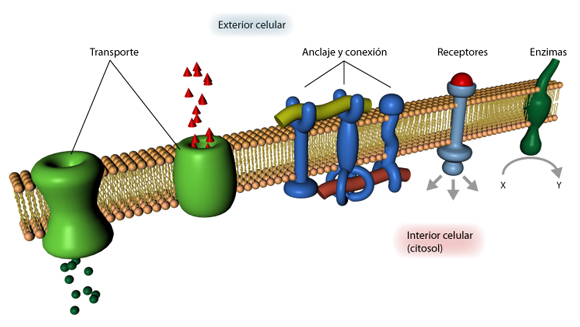 Exterior celular
Transporte
Anclaje y conexión
Receptores
Enzimas
X
Y
Interior celular
(citosol)